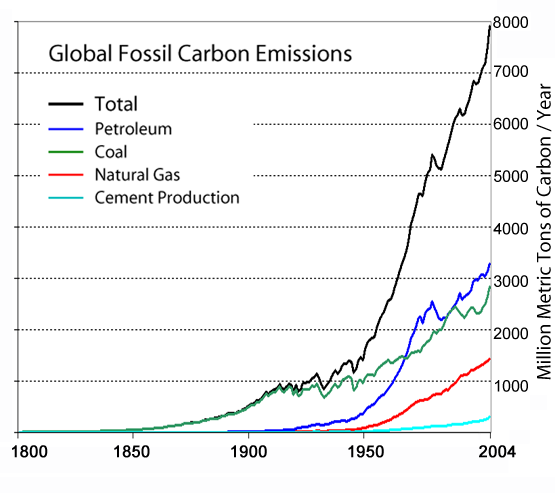 Global Fossil Carbon Emissions
Total
Petroleum
Coal
Natural Gas
Cement Production
8000
7000
6000
5000
4000
3000
2000
1000
Million Metric Tons of Carbon / Year
1800 1850 1900 1950 2004